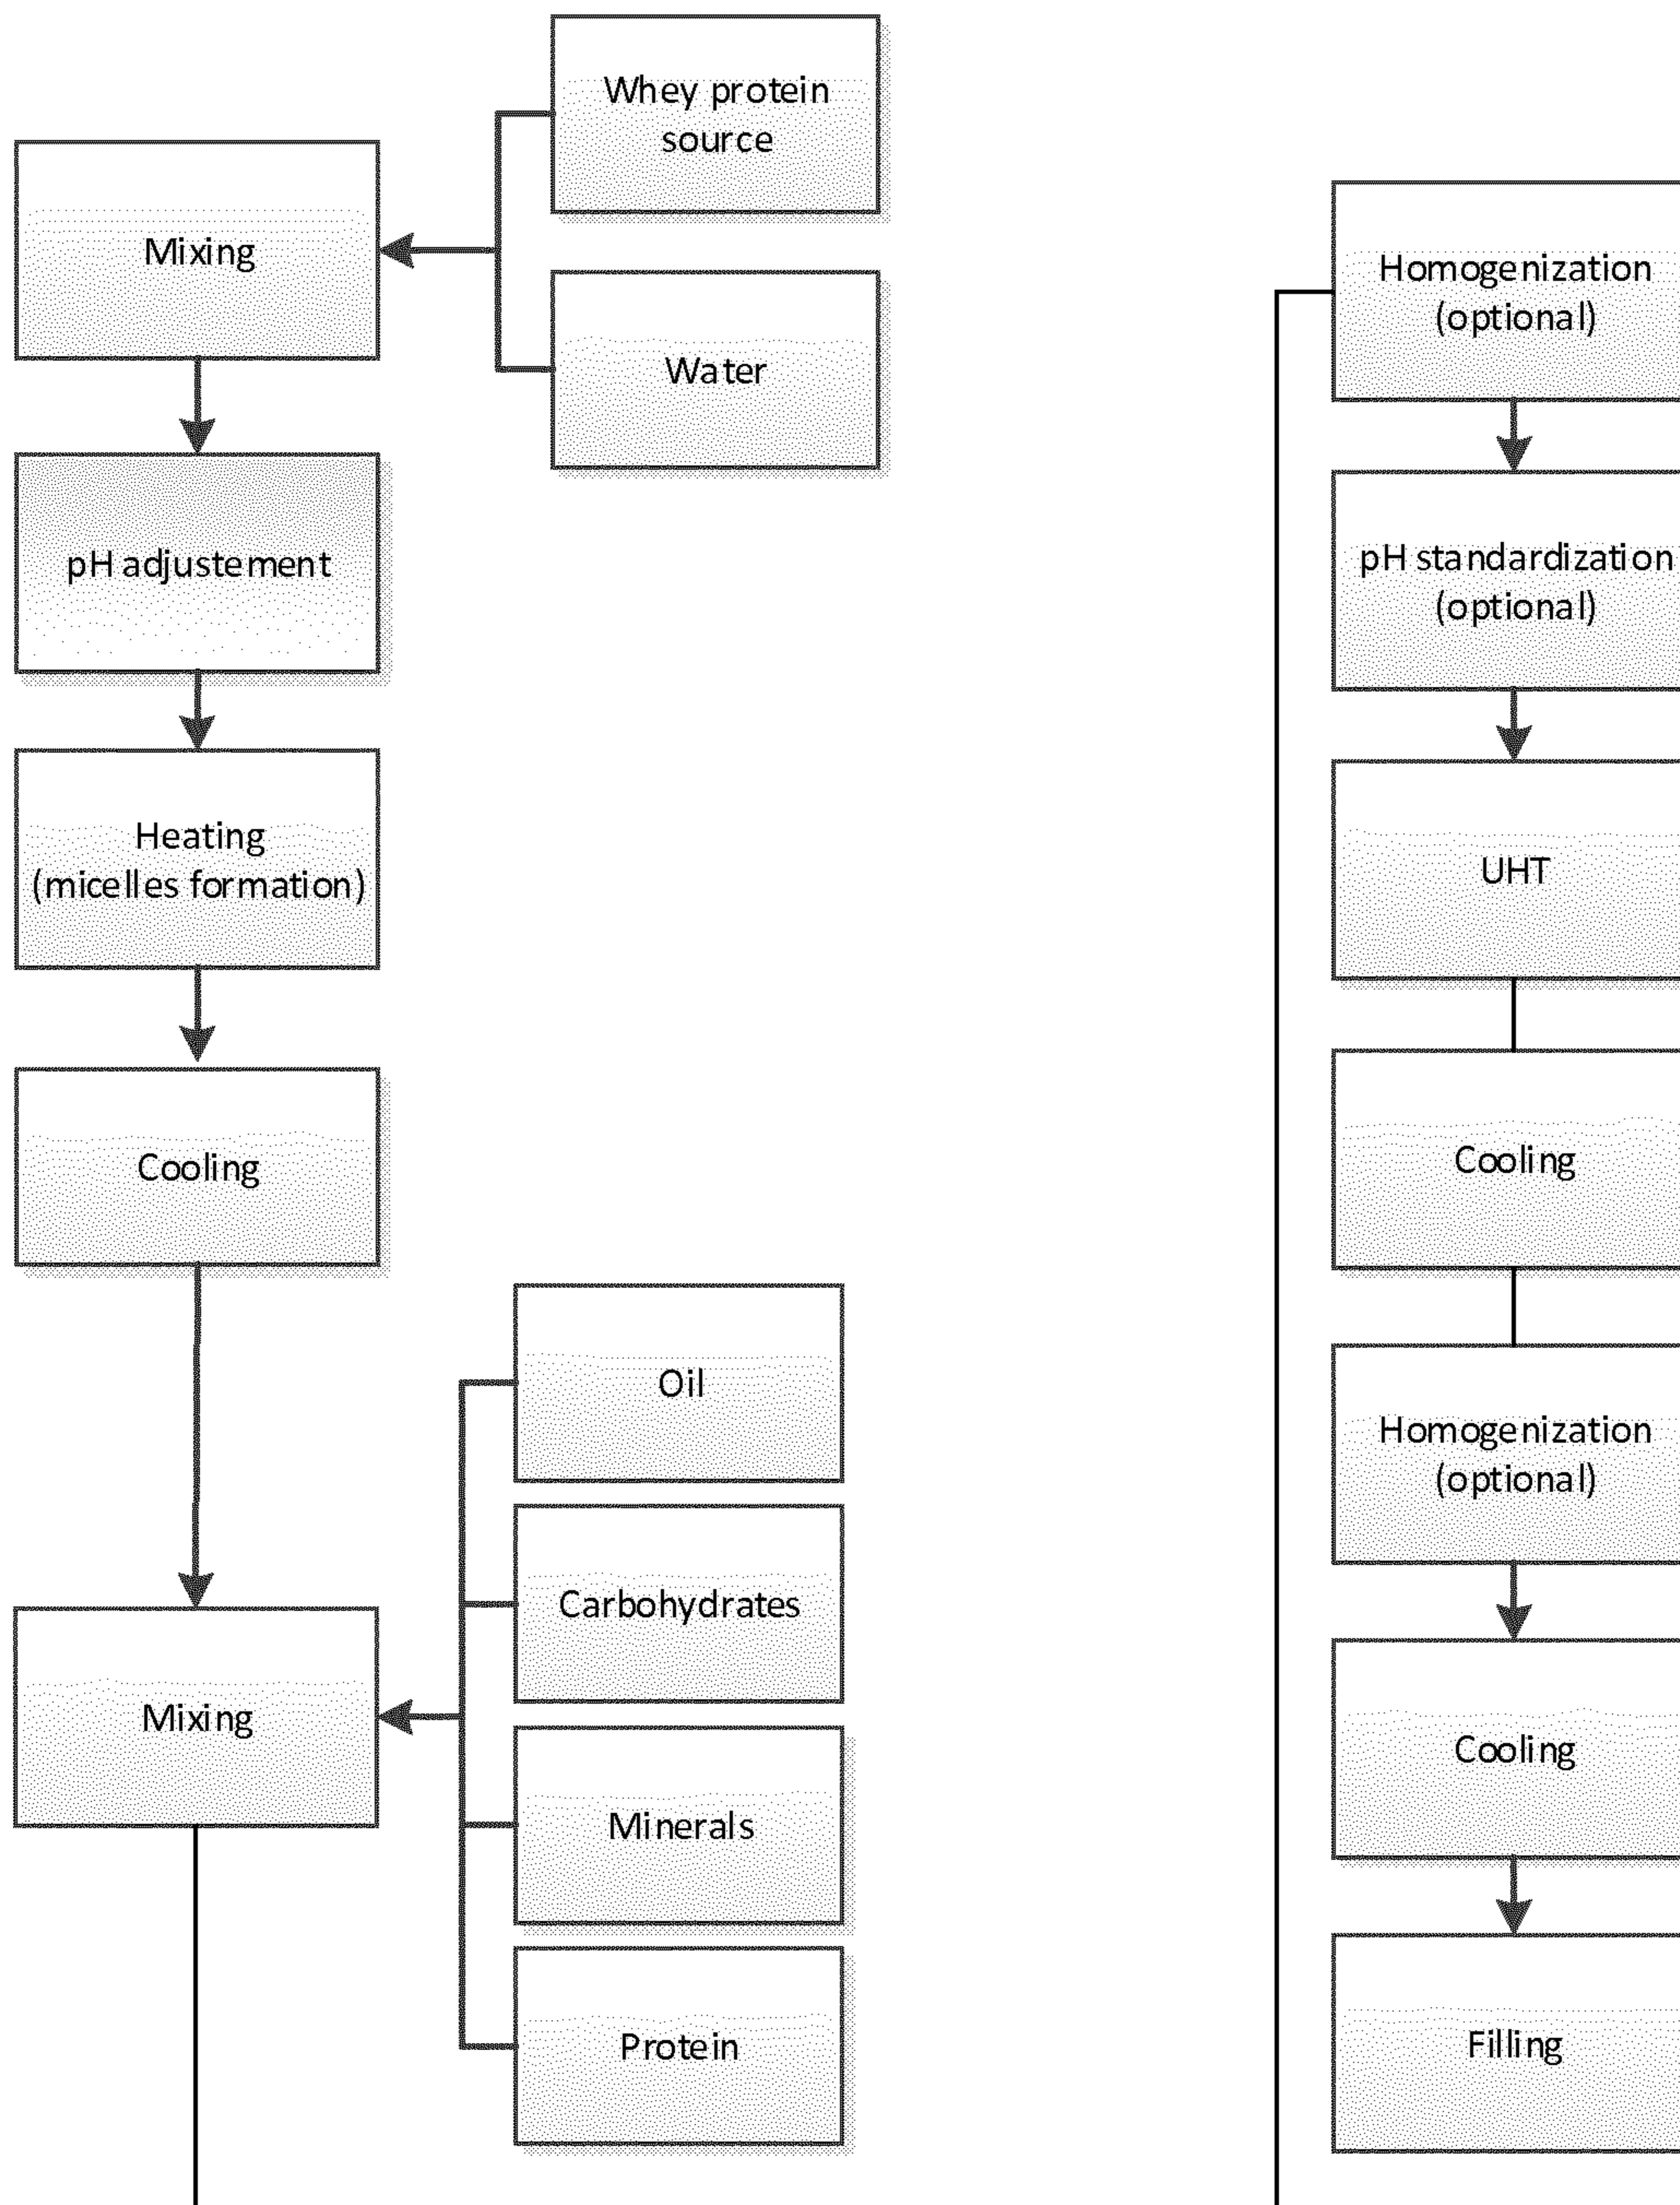 Whey protein
source
Mixing
Water
pH adjustement
Heating
(micelles formation)
Cooling
Oil
Carbohydrates
Mixing
Minerals
Protein
Homogenization
(optional)
pH standardization
(optional)
UHT
Cooling
Homogenization
(optional)
Cooling
Filling